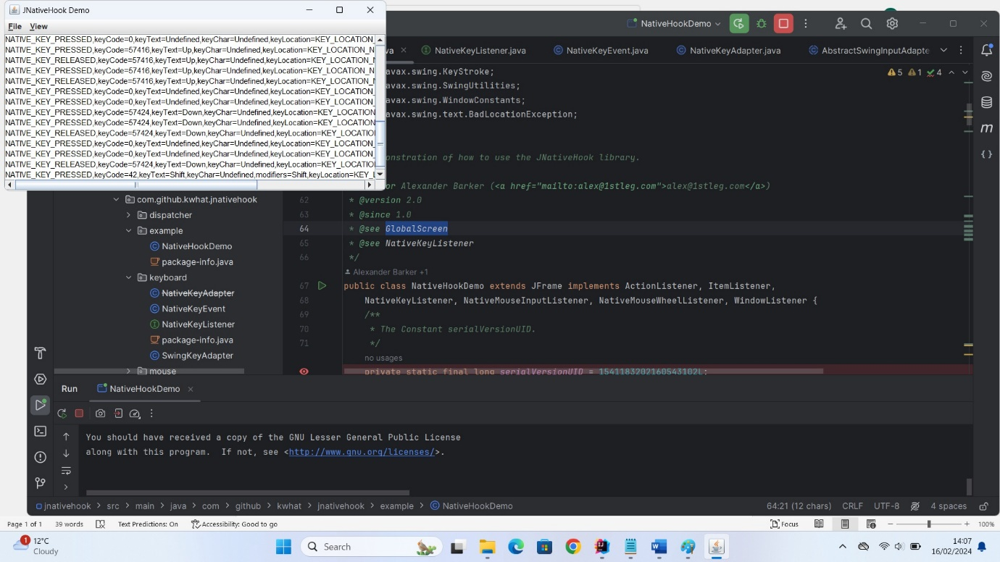 JNativeHook Demo
File View
NATIVE_KEY_PRESSED,keyCode=0,keyText=Undefined,keyChar=Undefined,keyLocation=KEY_LOCATION_
NATIVE_KEY_PRESSED,keyCode=57416,keyText=Up,keyChar=Undefined,keyLocation=KEY_LOCATION_N
NATIVE_KEY_RELEASED,keyCode=57416,keyText=Up,keyChar=Undefined,keyLocation=KEY_LOCATION_
NATIVE_KEY_PRESSED,keyCode=57416,keyText=Up,keyChar=Undefined,keyLocation=KEY_LOCATION_N
NATIVE_KEY_RELEASED,keyCode=57416,keyText=Up,keyChar=Undefined,keyLocation=KEY_LOCATION_
NATIVE_KEY_PRESSED,keyCode=0,keyText=Undefined,keyChar=Undefined,keyLocation=KEY_LOCATION_
NATIVE_KEY_PRESSED,keyCode=0,keyText=Undefined,keyChar=Undefined,keyLocation=KEY_LOCATION_
NATIVE_KEY_PRESSED,keyCode=57424,keyText=Down,keyChar=Undefined,keyLocation=KEY_LOCATION
NATIVE_KEY_PRESSED,keyCode=57424,keyText=Down,keyChar=Undefined,keyLocation=KEY_LOCATION
NATIVE_KEY_RELEASED,keyCode=57424,keyText=Down,keyChar=Undefined,keyLocation=KEY_LOCATIO
NATIVE_KEY_PRESSED,keyCode=0,keyText=Undefined,keyChar=Undefined,keyLocation=KEY_LOCATION_
NATIVE_KEY_PRESSED,keyCode=0,keyText=Undefined,keyChar=Undefined,keyLocation=KEY_LOCATION_
NATIVE_KEY_RELEASED,keyCode=57424,keyText=Down,keyChar=Undefined,keyLocation=KEY_LOCATIO
NATIVE_KEY_PRESSED,keyCode=42,keyText=Shift,keyChar=Undefined,modifiers=Shift,keyLocation=KEY_L
NativeHookDemo
va NativeKeyListener.java NativeKeyEvent.java NativeKeyAdapter.java AbstractSwingInputAdapte
5 1 4
avax.swing.KeyStroke;
avax.swing.SwingUtilities;
avax.swing.WindowConstants;
avax.swing.text.BadLocationException;
onstration of how to use the JNativeHook library.
or Alexander Barker (<a href="mailto:alex@1stleg.com">alex@1stleg.com</a>)
62 * @version 2.0
63 * @since 1.0
64 * @see GlobalScreen
65 * @see NativeKeyListener
66 */
Alexander Barker +1
67 public class NativeHookDemo extends JFrame implements ActionListener, ItemListener,
68 NativeKeyListener, NativeMouseInputListener, NativeMouseWheelListener, WindowListener {
69 /**
70 * The Constant serialVersionUID.
71 */
no usages
private static final long serialVersionUID = 1541183202160543102L;
com.github.kwhat.jnativehook
dispatcher
example
NativeHookDemo
package-info.java
keyboard
NativeKeyAdapter
NativeKeyEvent
NativeKeyListener
package-info.java
SwingKeyAdapter
mouse
m
Run NativeHookDemo
You should have received a copy of the GNU Lesser General Public License
along with this program. If not, see <http://www.gnu.org/licenses/>.
jnativehook > src > main > java > com > github > kwhat > jnativehook > example > NativeHookDemo
64:21 (12 chars) CRLF UTF-8 4 spaces
Page 1 of 1 39 words Text Predictions: On Accessibility: Good to go Focus 100%
1
12°C
Cloudy
Search
14:07
16/02/2024